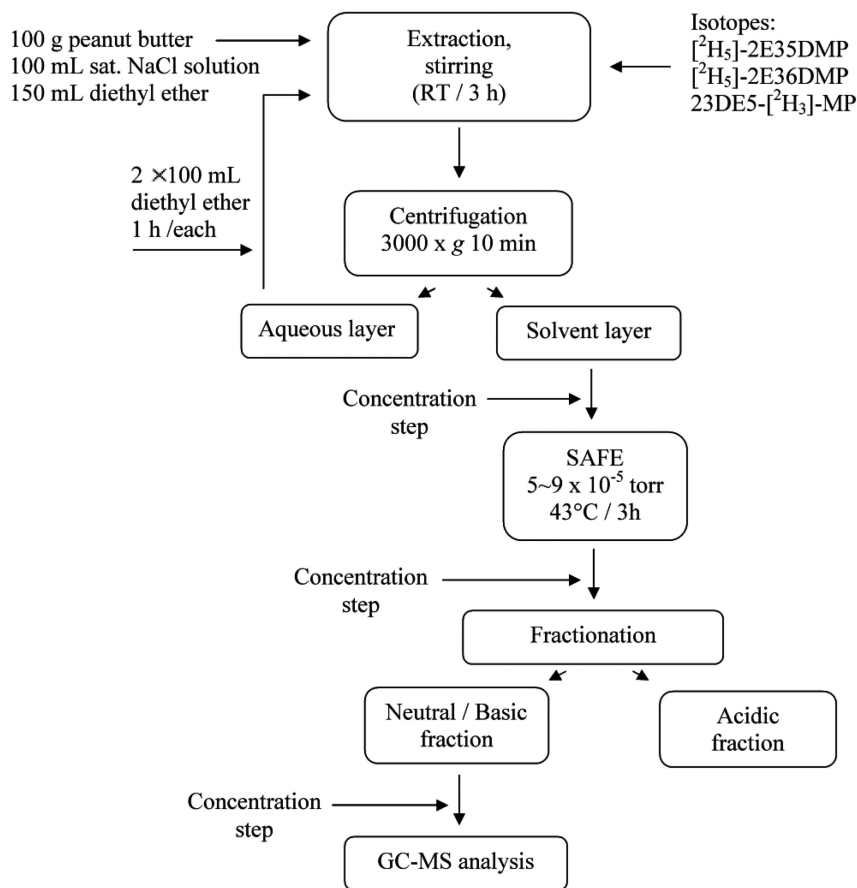 100 g peanut butter
100 mL sat. NaCl solution
150 mL diethyl ether
Extraction,
stirring
(RT / 3 h)
Isotopes:
[²H₅]-2E35DMP
[²H₅]-2E36DMP
23DE5-[²H₃]-MP
2 ×100 mL
diethyl ether
1 h /each
Centrifugation
3000 x g 10 min
Aqueous layer
Solvent layer
Concentration
step
SAFE
5~9 x 10⁻⁵ torr
43°C / 3h
Concentration
step
Fractionation
Neutral / Basic
fraction
Acidic
fraction
Concentration
step
GC-MS analysis